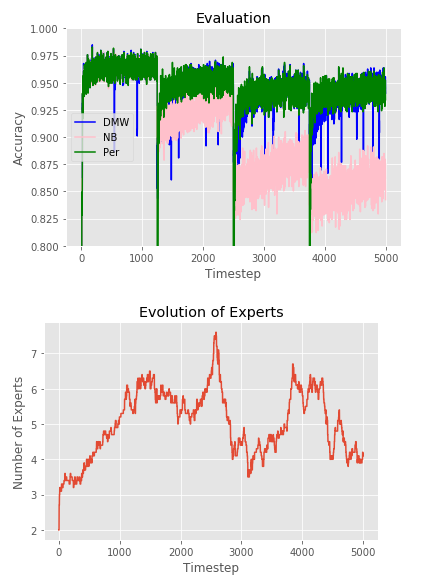 Evaluation
1.000
0.975
0.950
0.925
0.900
0.875
0.850
0.825
0.800
Accuracy
DMW
NB
Per
0 1000 2000 3000 4000 5000
Timestep
Evolution of Experts
7
6
5
4
3
2
Number of Experts
0 1000 2000 3000 4000 5000
Timestep